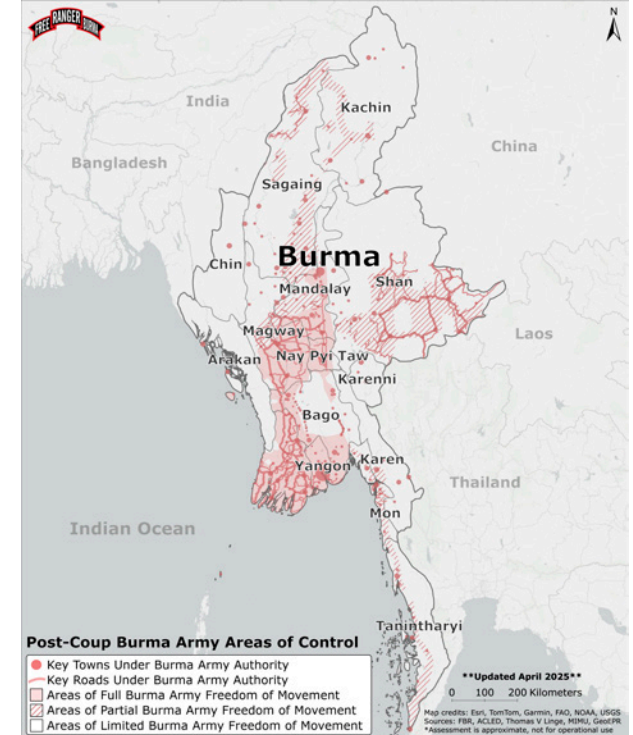 FREE RANGER BURMA
N
India
Kachin
China
Bangladesh
Sagaing
Burma
Chin
Mandalay
Shan
Magway
Laos
Arakan
Nay Pyi Taw
Karenni
Bago
Yangon
Karen
Thailand
Mon
Indian Ocean
Tanintharyi
Post-Coup Burma Army Areas of Control
Key Towns Under Burma Army Authority
Key Roads Under Burma Army Authority
Areas of Full Burma Army Freedom of Movement
Areas of Partial Burma Army Freedom of Movement
Areas of Limited Burma Army Freedom of Movement
**Updated April 2025**
0 100 200 Kilometers
Map credits: Esri, TomTom, Garmin, FAO, NOAA, USGS
Sources: FBR, ACLED, Thomas V Linge, MIMU, GeoEPR
*Assessment is approximate, not for operational use